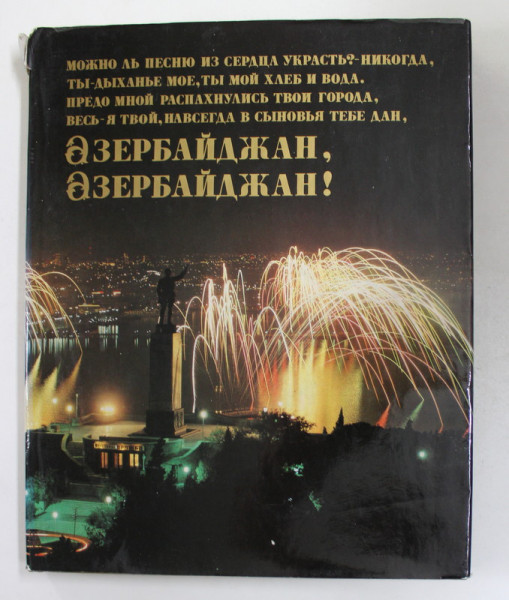 МОЖНО ЛЬ ПЕСНЮ ИЗ СЕРДЦА УКРАСТЬ?-НИКОГДА,
ТЫ-ДЫХАНЬЕ МОЕ, ТЫ МОЙ ХЛЕБ И ВОДА.
ПРЕДО МНОЙ РАСПАХНУЛИСЬ ТВОИ ГОРОДА,
ВЕСЬ-Я ТВОЙ, НАВСЕГДА В СЫНОВЬЯ ТЕБЕ ДАН,
ӘЗЕРБАЙДЖАН,
ӘЗЕРБАЙДЖАН!